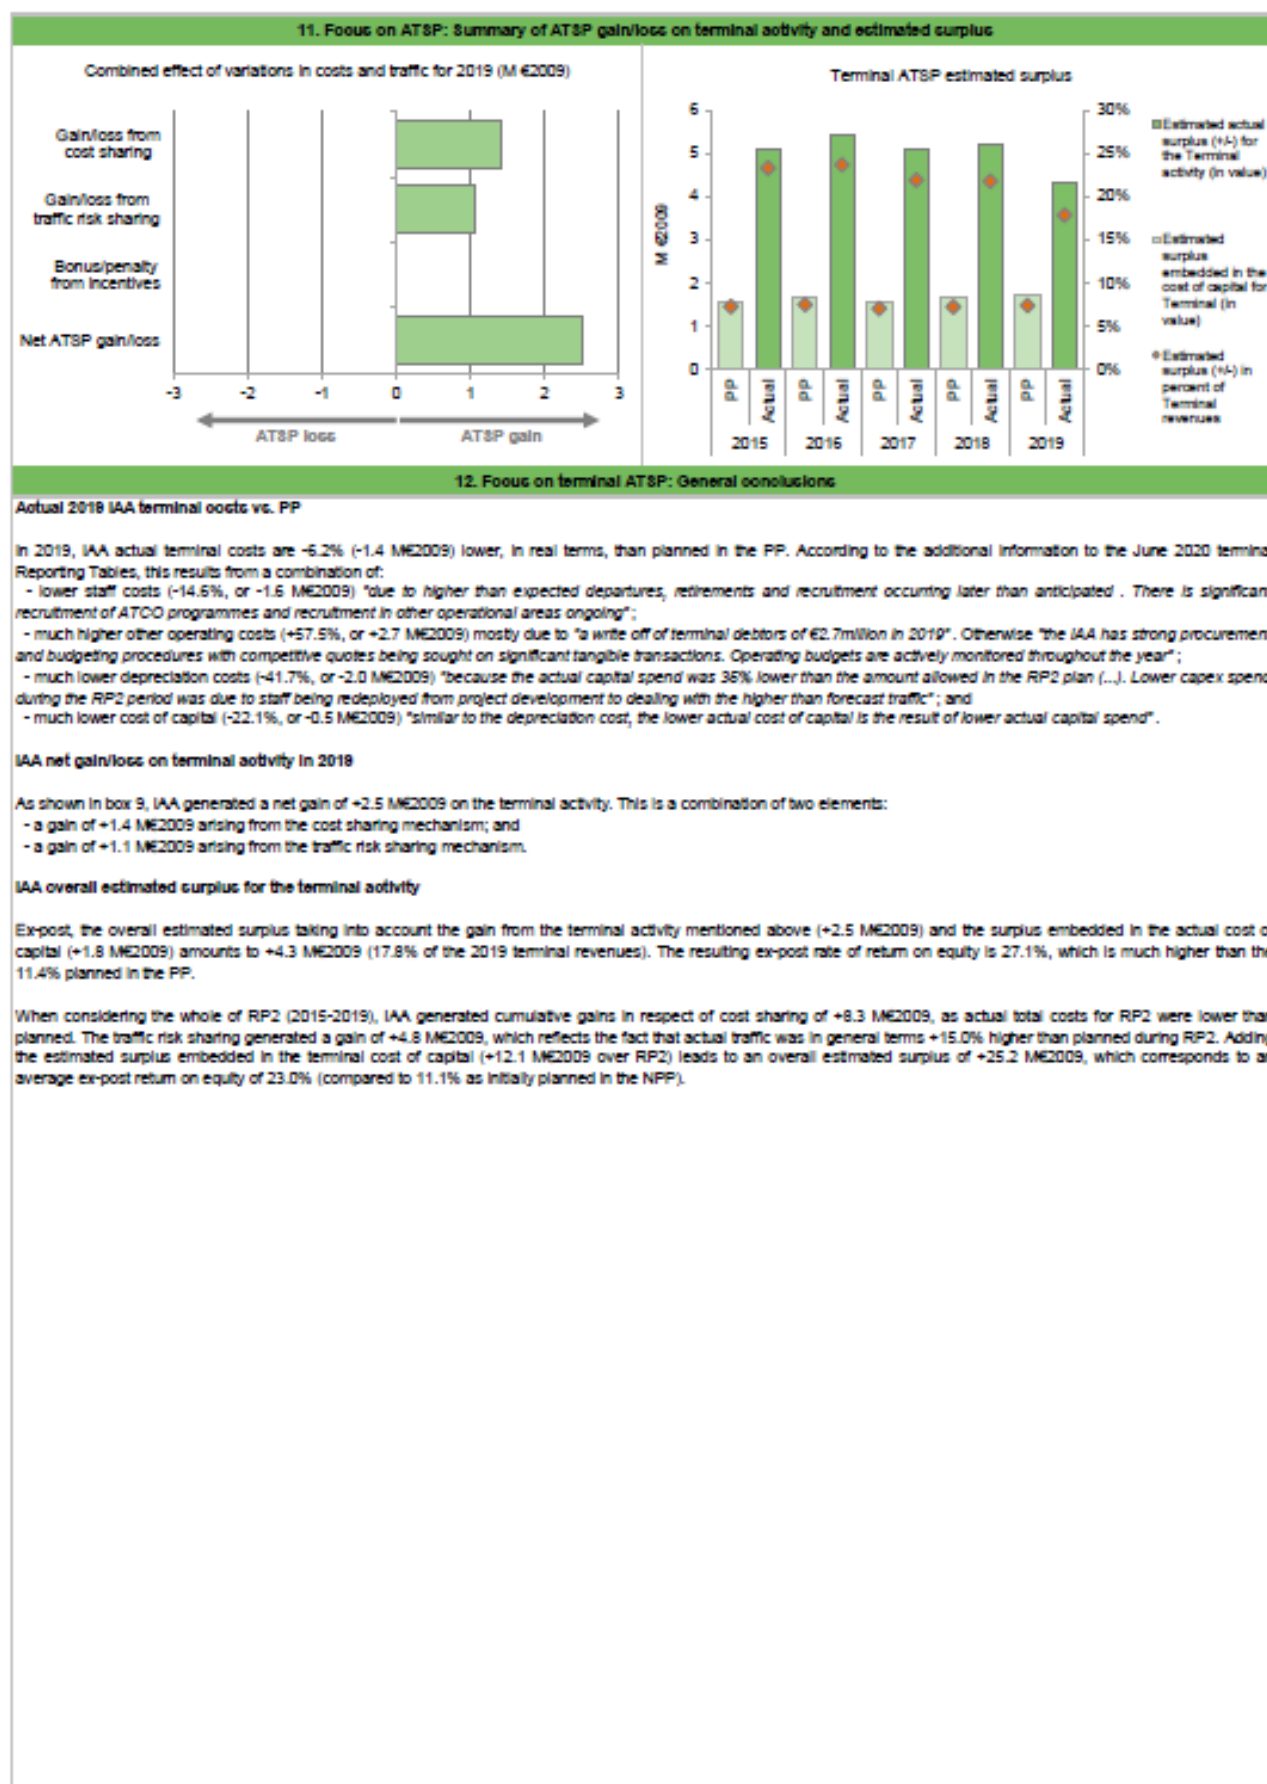 11. Focus on ATSP: Summary of ATSP gain/loss on terminal activity and estimated surplus
Combined effect of variations in costs and traffic for 2019 (M €2009)
Gain/loss from
cost sharing
Gain/loss from
traffic risk sharing
Bonus/penalty
from incentives
Net ATSP gain/loss
-3 -2 -1 0 1 2 3
ATSP loss ATSP gain
Terminal ATSP estimated surplus
M €2009
6
5
4
3
2
1
0
30%
25%
20%
15%
10%
5%
0%
PP Actual PP Actual PP Actual PP Actual PP Actual
2015 2016 2017 2018 2019
Estimated actual
surplus (+/-) for
the Terminal
activity (in value)
Estimated
surplus
embedded in the
cost of capital for
Terminal (in
value)
Estimated
surplus (+/-) in
percent of
Terminal
revenues
12. Focus on terminal ATSP: General conclusions
Actual 2019 IAA terminal costs vs. PP
In 2019, IAA actual terminal costs are -6.2% (-1.4 M€2009) lower, in real terms, than planned in the PP. According to the additional information to the June 2020 termina
Reporting Tables, this results from a combination of:
- lower staff costs (-14.6%, or -1.6 M€2009) "due to higher than expected departures, retirements and recruitment occurring later than anticipated . There is significan
recruitment of ATCO programmes and recruitment in other operational areas ongoing" ;
- much higher other operating costs (+57.5%, or +2.7 M€2009) mostly due to "a write off of terminal debtors of €2.7million in 2019" . Otherwise "the IAA has strong procuremen
and budgeting procedures with competitive quotes being sought on significant tangible transactions. Operating budgets are actively monitored throughout the year" ;
- much lower depreciation costs (-41.7%, or -2.0 M€2009) "because the actual capital spend was 36% lower than the amount allowed in the RP2 plan (...). Lower capex spend
during the RP2 period was due to staff being redeployed from project development to dealing with the higher than forecast traffic" ; and
- much lower cost of capital (-22.1%, or -0.5 M€2009) "similar to the depreciation cost, the lower actual cost of capital is the result of lower actual capital spend" .
IAA net gain/loss on terminal activity in 2019
As shown in box 9, IAA generated a net gain of +2.5 M€2009 on the terminal activity. This is a combination of two elements:
- a gain of +1.4 M€2009 arising from the cost sharing mechanism; and
- a gain of +1.1 M€2009 arising from the traffic risk sharing mechanism.
IAA overall estimated surplus for the terminal activity
Ex-post, the overall estimated surplus taking into account the gain from the terminal activity mentioned above (+2.5 M€2009) and the surplus embedded in the actual cost o
capital (+1.8 M€2009) amounts to +4.3 M€2009 (17.8% of the 2019 terminal revenues). The resulting ex-post rate of return on equity is 27.1%, which is much higher than the
11.4% planned in the PP.
When considering the whole of RP2 (2015-2019), IAA generated cumulative gains in respect of cost sharing of +8.3 M€2009, as actual total costs for RP2 were lower than
planned. The traffic risk sharing generated a gain of +4.8 M€2009, which reflects the fact that actual traffic was in general terms +15.0% higher than planned during RP2. Adding
the estimated surplus embedded in the terminal cost of capital (+12.1 M€2009 over RP2) leads to an overall estimated surplus of +25.2 M€2009, which corresponds to a
average ex-post return on equity of 23.0% (compared to 11.1% as initially planned in the NPP).